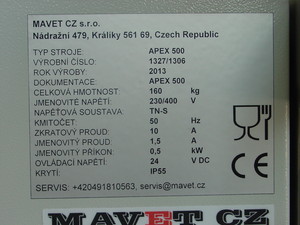 MAVET CZ s.r.o.
Nádražní 479, Králíky 561 69, Czech Republic
TYP STROJE: APEX 500
VÝROBNÍ ČÍSLO: 1327/1306
ROK VÝROBY 2013
DOKUMENTACE APEX 500
CELKOVÁ HMOTNOST: 160 kg
JMENOVITÉ NAPĚTÍ: 230/400 V
NAPĚŤOVÁ SOUSTAVA: TN-S
KMITOČET: 50 Hz
ZKRATOVÝ PROUD: 10 A
JMENOVITÝ PROUD: 1,5 A
JMENOVITÝ PŘÍKON: 0,5 kW
OVLÁDACÍ NAPĚTÍ: 24 V DC
KRYTÍ: IP55
CE
SERVIS: +420491810563, servis@mavet.cz
MAVET CZ